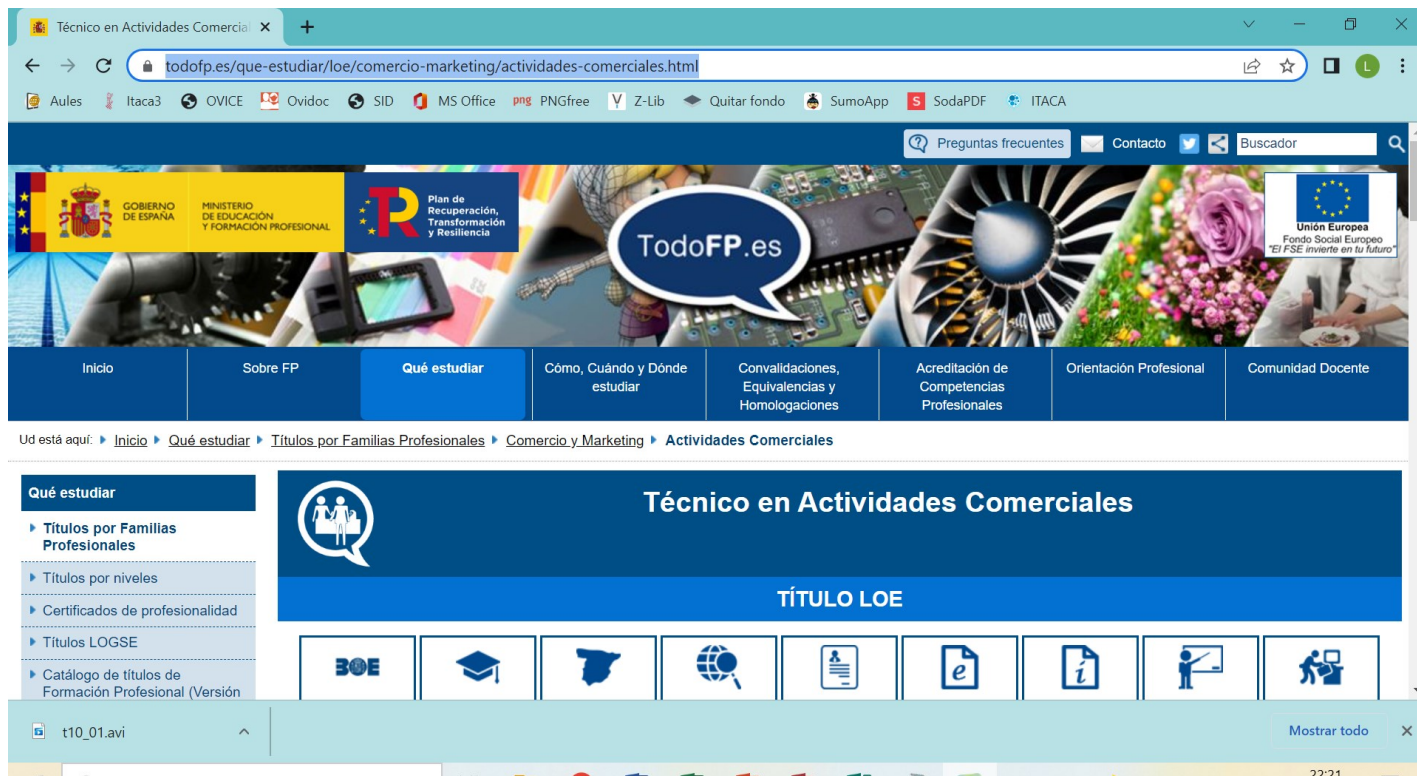 Técnico en Actividades Comercial
todofp.es/que-estudiar/loe/comercio-marketing/actividades-comerciales.html
L
Aules Itaca3 OVICE Ovidoc SID MS Office png PNGfree Z-Lib Quitar fondo SumoApp S SodaPDF ITACA
Preguntas frecuentes Contacto Buscador
GOBIERNO
DE ESPAÑA
MINISTERIO
DE EDUCACIÓN
Y FORMACIÓN PROFESIONAL
Plan de
Recuperación,
Transformación
y Resiliencia
TodoFP.es
Unión Europea
Fondo Social Europeo
"El FSE invierte en tu futuro"
Inicio
Sobre FP
Qué estudiar
Cómo, Cuándo y Dónde
estudiar
Convalidaciones,
Equivalencias y
Homologaciones
Acreditación de
Competencias
Profesionales
Orientación Profesional
Comunidad Docente
Ud está aquí: Inicio Qué estudiar Títulos por Familias Profesionales Comercio y Marketing Actividades Comerciales
Qué estudiar
Títulos por Familias
Profesionales
Títulos por niveles
Certificados de profesionalidad
Títulos LOGSE
Catálogo de títulos de
Formación Profesional (Versión
Técnico en Actividades Comerciales
TÍTULO LOE
BOE
e
i
t10_01.avi
Mostrar todo
22:21